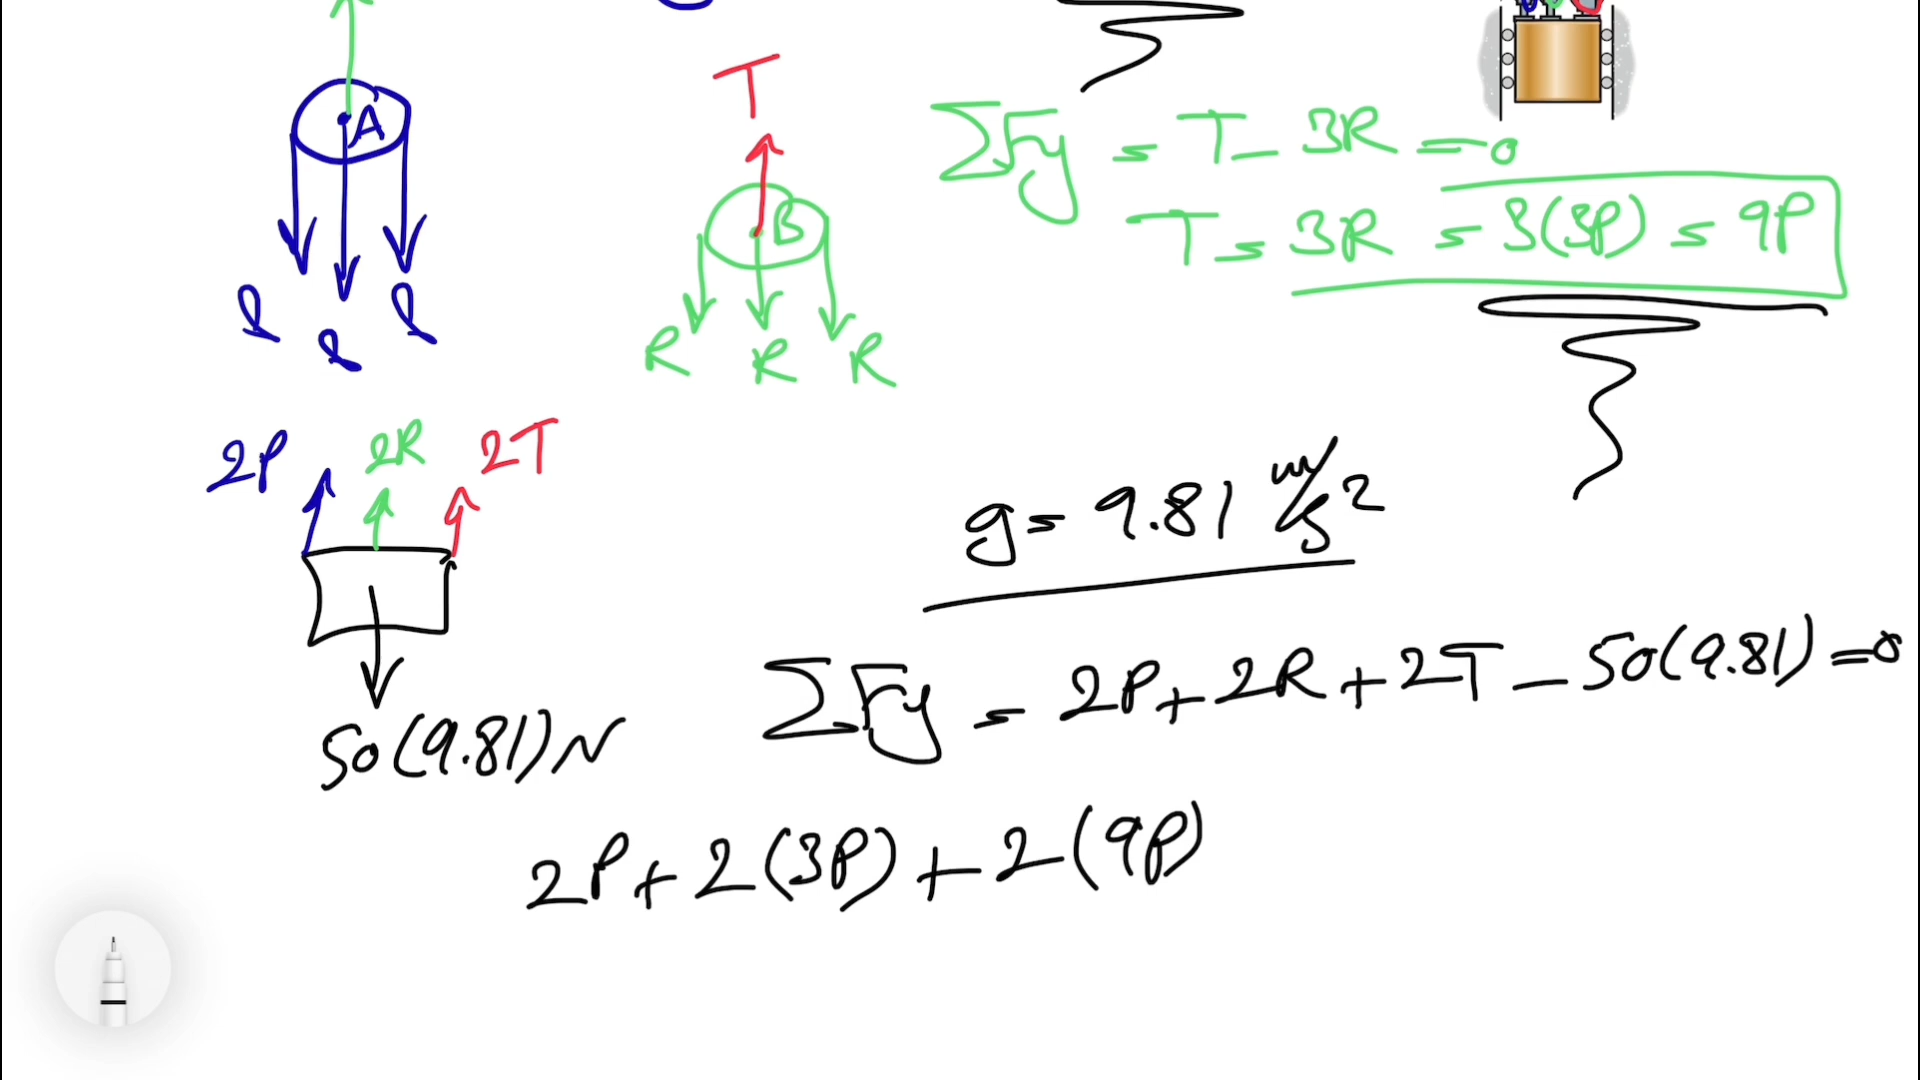 A
P
P
P
T
B
R
R
R
ΣFy = T - 3R = 0
T = 3R = 3(3P) = 9P
2P
2R
2T
50(9.81)N
g = 9.81 m/s²
ΣFy = 2P + 2R + 2T - 50(9.81) = 0
2P + 2(3P) + 2(9P)